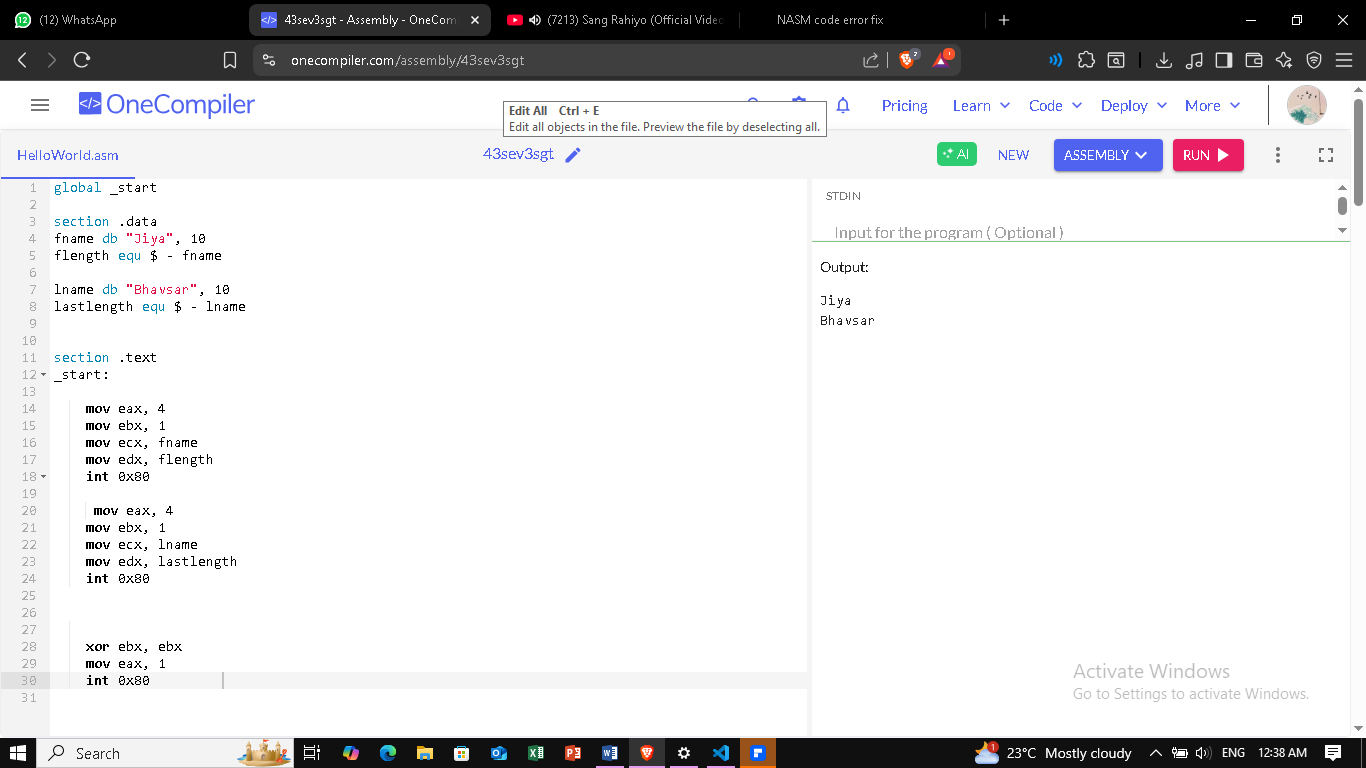 (12) WhatsApp
43sev3sgt - Assembly - OneCom
(7213) Sang Rahiyo (Official Video
NASM code error fix
onecompiler.com/assembly/43sev3sgt
OneCompiler
Edit All Ctrl + E
Edit all objects in the file. Preview the file by deselecting all.
Pricing Learn Code Deploy More
HelloWorld.asm
43sev3sgt
AI NEW ASSEMBLY RUN
1 global _start
2
3 section .data
4 fname db "Jiya", 10
5 flength equ $ - fname
6
7 lname db "Bhavsar", 10
8 lastlength equ $ - lname
9
10
11 section .text
12 _start:
13
14 mov eax, 4
15 mov ebx, 1
16 mov ecx, fname
17 mov edx, flength
18 int 0x80
19
20 mov eax, 4
21 mov ebx, 1
22 mov ecx, lname
23 mov edx, lastlength
24 int 0x80
25
26
27
28 xor ebx, ebx
29 mov eax, 1
30 int 0x80
31
STDIN
Input for the program ( Optional )
Output:
Jiya
Bhavsar
Activate Windows
Go to Settings to activate Windows.
Search
23°C Mostly cloudy
ENG
12:38 AM